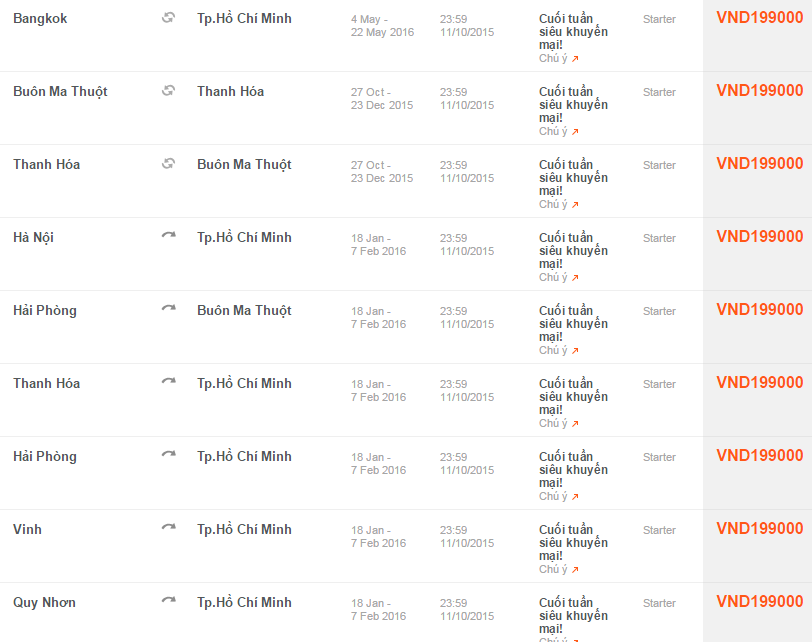 Bangkok Tp.Hồ Chí Minh 4 May - 23:59 Cuối tuần Starter VND199000
22 May 2016 11/10/2015 siêu khuyến
mại!
Chú ý
Buôn Ma Thuột Thanh Hóa 27 Oct - 23:59 Cuối tuần Starter VND199000
23 Dec 2015 11/10/2015 siêu khuyến
mại!
Chú ý
Thanh Hóa Buôn Ma Thuột 27 Oct - 23:59 Cuối tuần Starter VND199000
23 Dec 2015 11/10/2015 siêu khuyến
mại!
Chú ý
Hà Nội Tp.Hồ Chí Minh 18 Jan - 23:59 Cuối tuần Starter VND199000
7 Feb 2016 11/10/2015 siêu khuyến
mại!
Chú ý
Hải Phòng Buôn Ma Thuột 18 Jan - 23:59 Cuối tuần Starter VND199000
7 Feb 2016 11/10/2015 siêu khuyến
mại!
Chú ý
Thanh Hóa Tp.Hồ Chí Minh 18 Jan - 23:59 Cuối tuần Starter VND199000
7 Feb 2016 11/10/2015 siêu khuyến
mại!
Chú ý
Hải Phòng Tp.Hồ Chí Minh 18 Jan - 23:59 Cuối tuần Starter VND199000
7 Feb 2016 11/10/2015 siêu khuyến
mại!
Chú ý
Vinh Tp.Hồ Chí Minh 18 Jan - 23:59 Cuối tuần Starter VND199000
7 Feb 2016 11/10/2015 siêu khuyến
mại!
Chú ý
Quy Nhơn Tp.Hồ Chí Minh 18 Jan - 23:59 Cuối tuần Starter VND199000
7 Feb 2016 11/10/2015 siêu khuyến
mại!
Chú ý